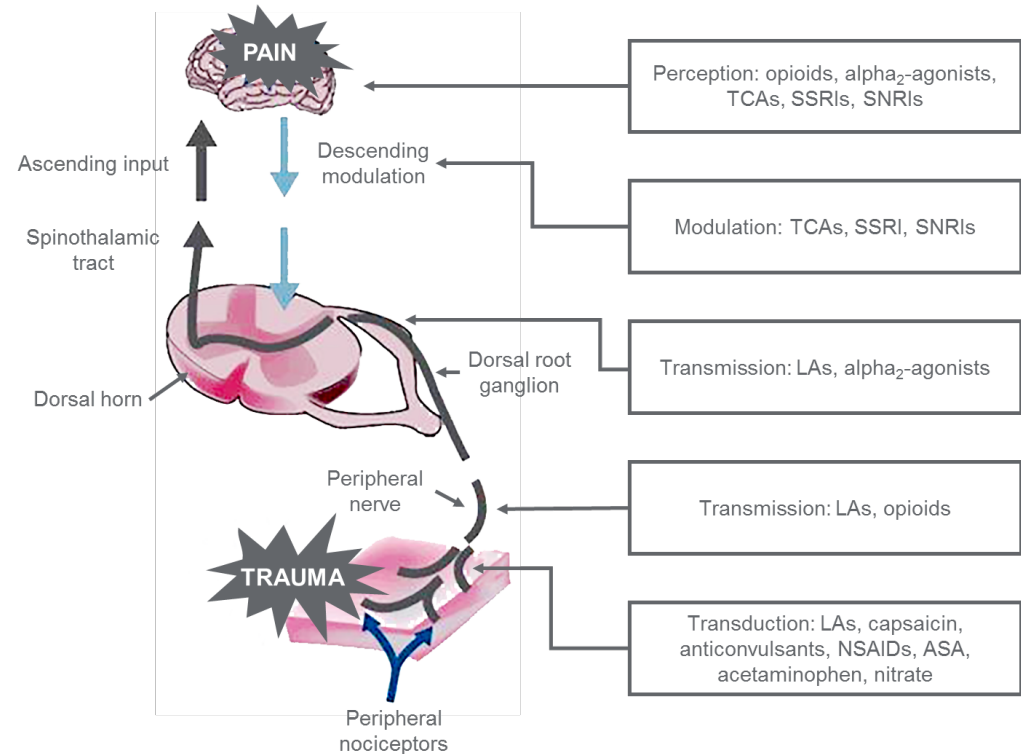 PAIN
Perception: opioids, alpha₂-agonists,
TCAs, SSRIs, SNRIs
Ascending input
Descending
modulation
Modulation: TCAs, SSRI, SNRIs
Spinothalamic
tract
Transmission: LAs, alpha₂-agonists
Dorsal root
ganglion
Dorsal horn
Peripheral
nerve
Transmission: LAs, opioids
TRAUMA
Transduction: LAs, capsaicin,
anticonvulsants, NSAIDs, ASA,
acetaminophen, nitrate
Peripheral
nociceptors